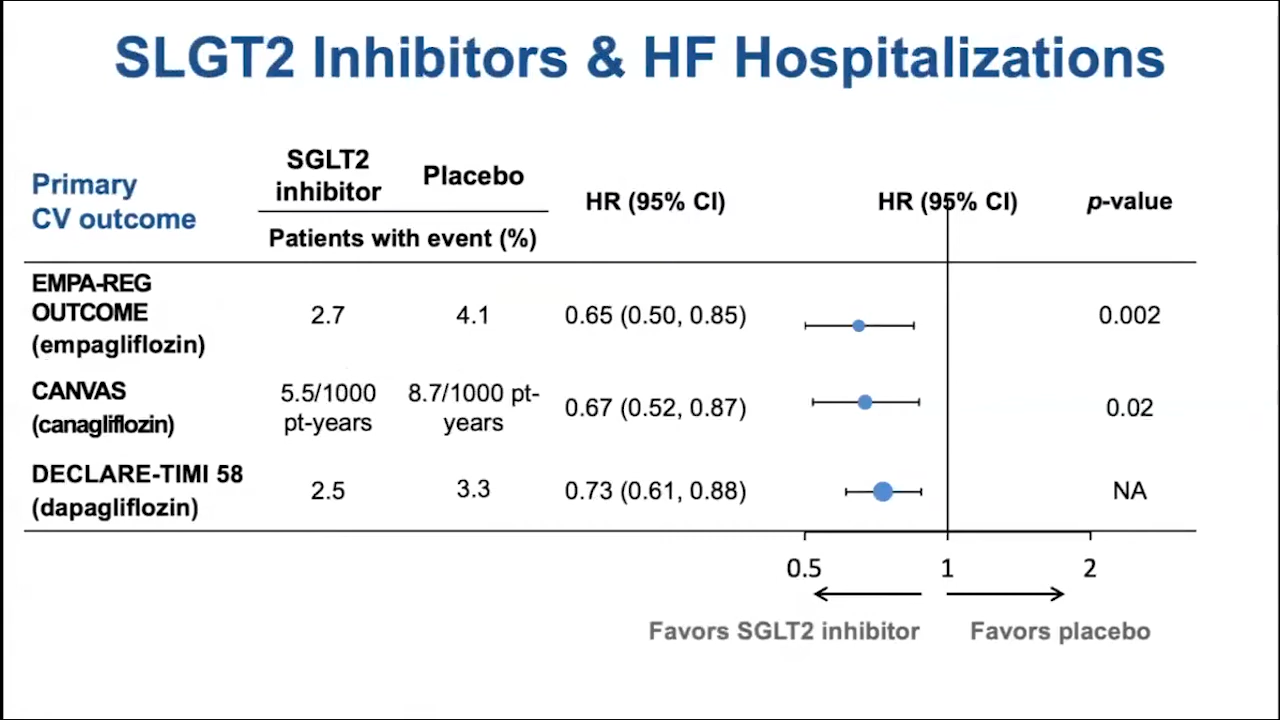 SLGT2 Inhibitors & HF Hospitalizations
Primary
CV outcome
SGLT2
inhibitor
Placebo
Patients with event (%)
HR (95% CI)
HR (95% CI)
p-value
EMPA-REG
OUTCOME
(empagliflozin)
2.7
4.1
0.65 (0.50, 0.85)
0.002
CANVAS
(canagliflozin)
5.5/1000
pt-years
8.7/1000 pt-
years
0.67 (0.52, 0.87)
0.02
DECLARE-TIMI 58
(dapagliflozin)
2.5
3.3
0.73 (0.61, 0.88)
NA
0.5
1
2
Favors SGLT2 inhibitor
Favors placebo